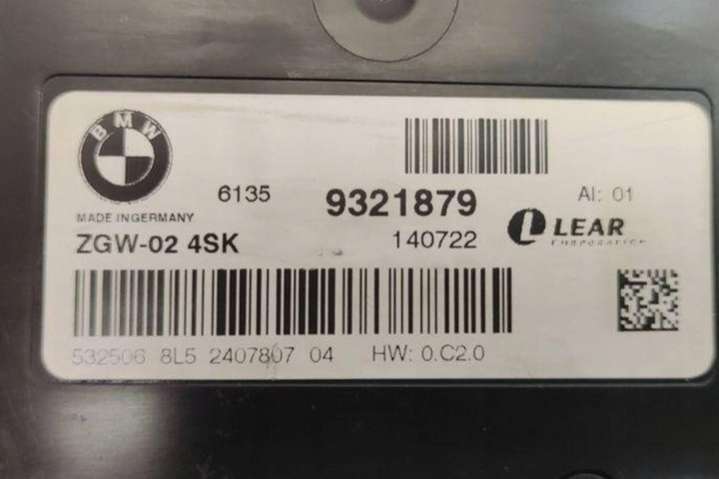 BMW
6135 9321879 AI: 01
MADE INGERMANY
ZGW-02 4SK 140722 LEAR
CORPORATION
532506 8L5 2407807 04 HW: 0.C2.0